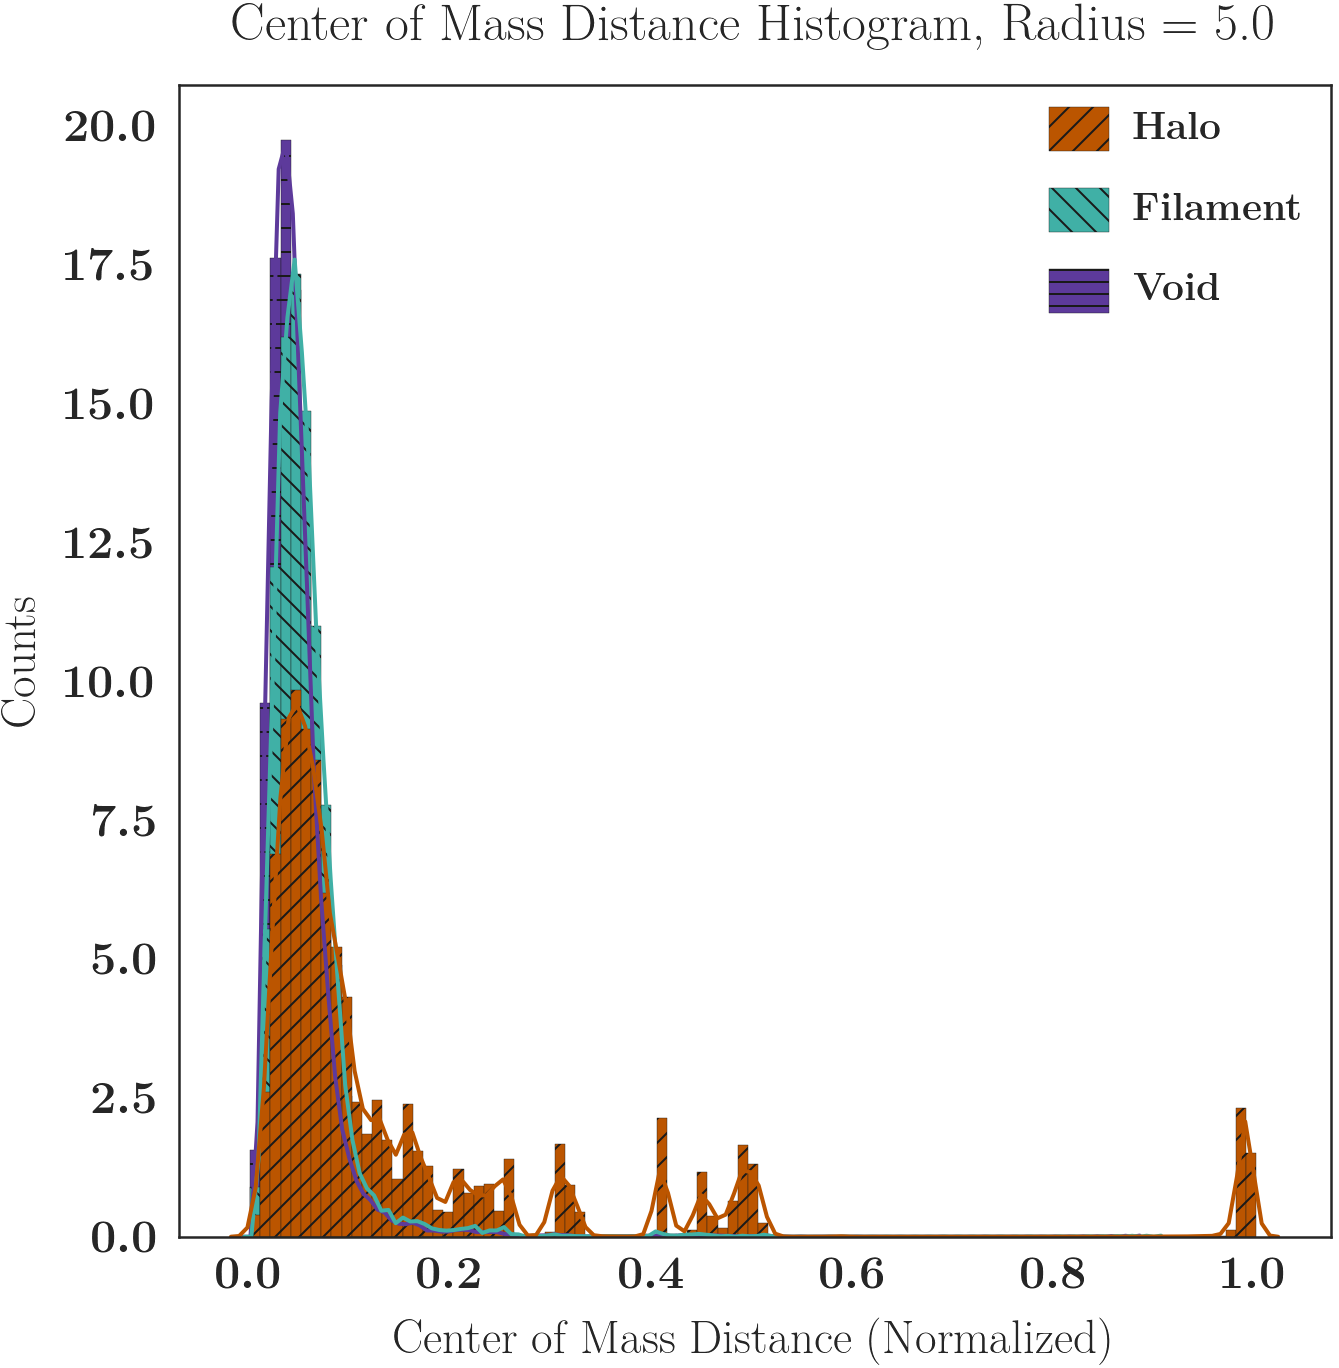 Center of Mass Distance Histogram, Radius = 5.0
Halo
Filament
Void
20.0
17.5
15.0
12.5
10.0
7.5
5.0
2.5
0.0
Counts
0.0 0.2 0.4 0.6 0.8 1.0
Center of Mass Distance (Normalized)